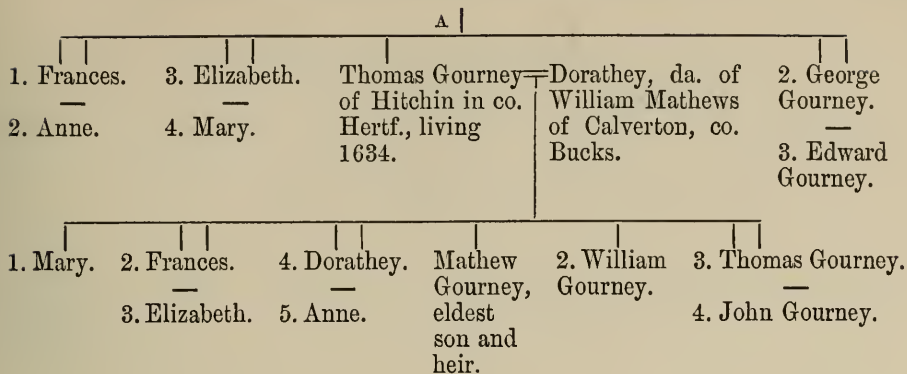 A
1. Frances.
—
2. Anne.
3. Elizabeth.
—
4. Mary.
Thomas Gourney
of Hitchin in co.
Hertf., living
1634.
Dorathey, da. of
William Mathews
of Calverton, co.
Bucks.
2. George
Gourney.
—
3. Edward
Gourney.
1. Mary.
2. Frances.
—
3. Elizabeth.
4. Dorathey.
—
5. Anne.
Mathew
Gourney,
eldest
son and
heir.
2. William
Gourney.
3. Thomas Gourney.
—
4. John Gourney.